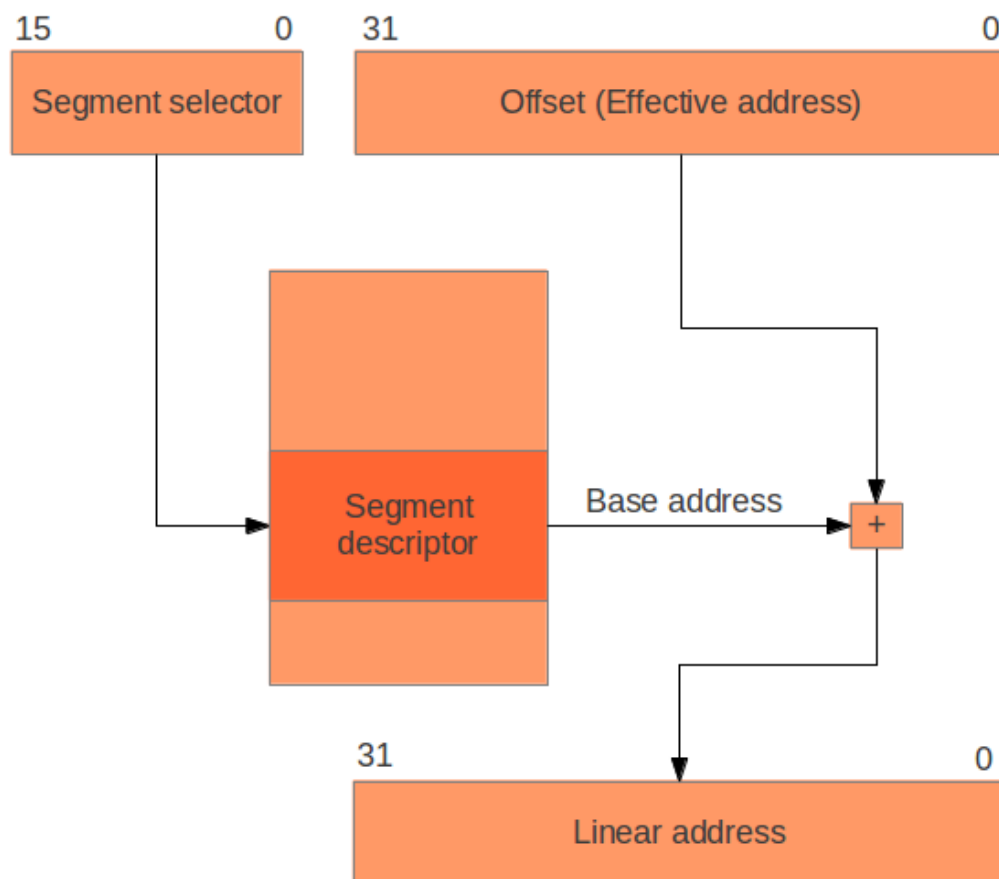 15 0 31 0
Segment selector
Offset (Effective address)
Segment
descriptor
Base address
+
31 0
Linear address